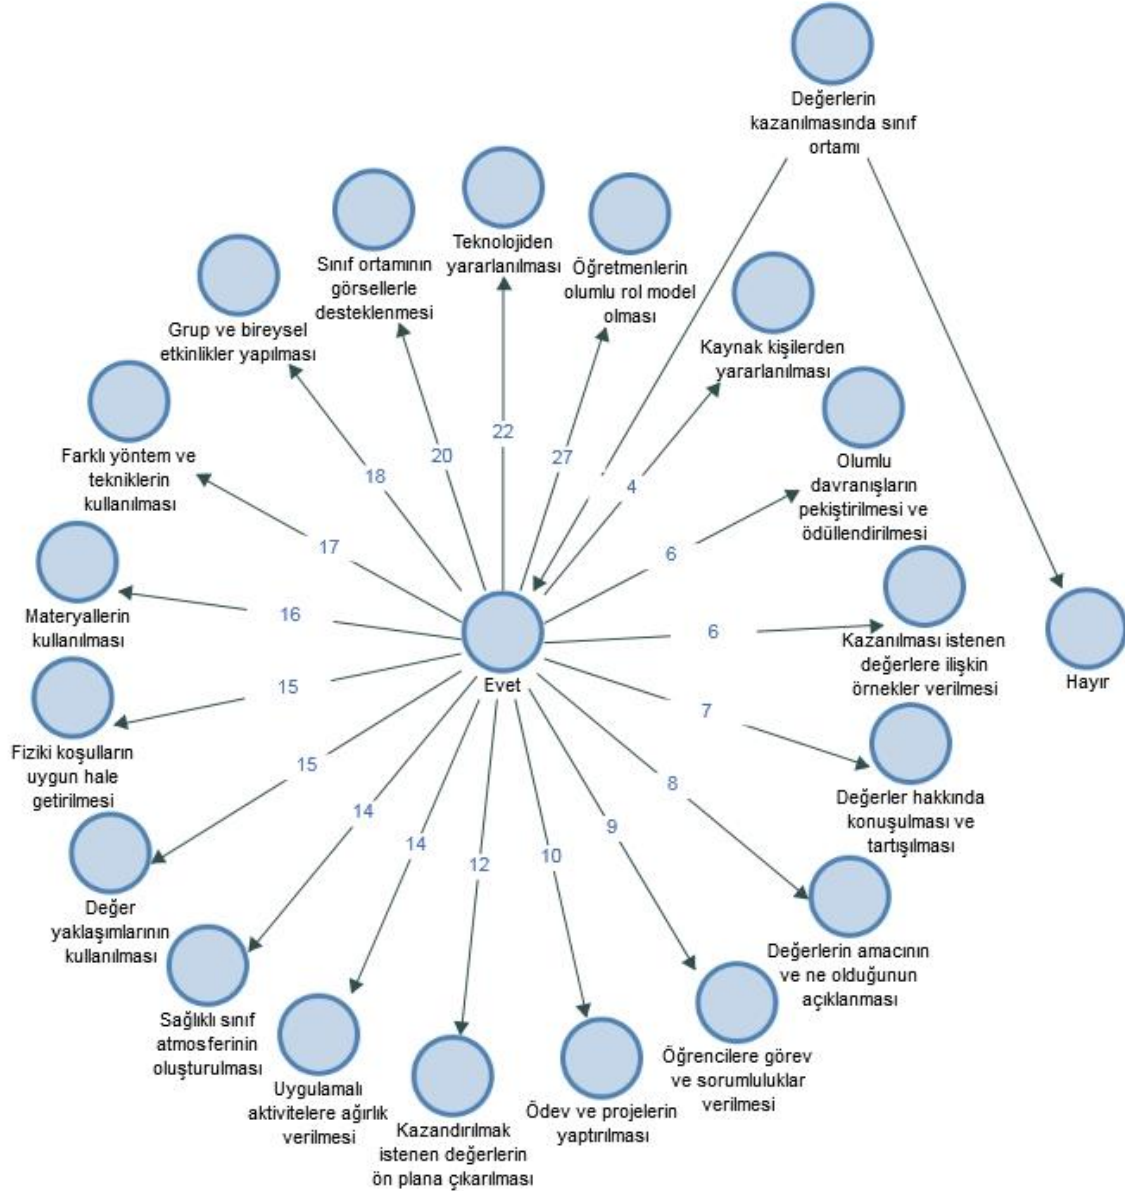 Değerlerin
kazanılmasında sınıf
ortamı
Teknolojiden
yararlanılması
Sınıf ortamının
görsellerle
desteklenmesi
Öğretmenlerin
olumlu rol model
olması
Grup ve bireysel
etkinlikler yapılması
Kaynak kişilerden
yararlanılması
Farklı yöntem ve
tekniklerin
kullanılması
Olumlu
davranışların
pekiştirilmesi ve
ödüllendirilmesi
22
20
27
18
4
17
6
Materyallerin
kullanılması
16
6
Kazanılması istenen
değerlere ilişkin
örnekler verilmesi
Evet
Hayır
15
7
Fiziki koşulların
uygun hale
getirilmesi
15
8
Değerler hakkında
konuşulması ve
tartışılması
14
14
12
10
9
Değer
yaklaşımlarının
kullanılması
Değerlerin amacının
ve ne olduğunun
açıklanması
Sağlıklı sınıf
atmosferinin
oluşturulması
Öğrencilere görev
ve sorumluluklar
verilmesi
Uygulamalı
aktivitelere ağırlık
verilmesi
Ödev ve projelerin
yaptırılması
Kazandırılmak
istenen değerlerin
ön plana çıkarılması